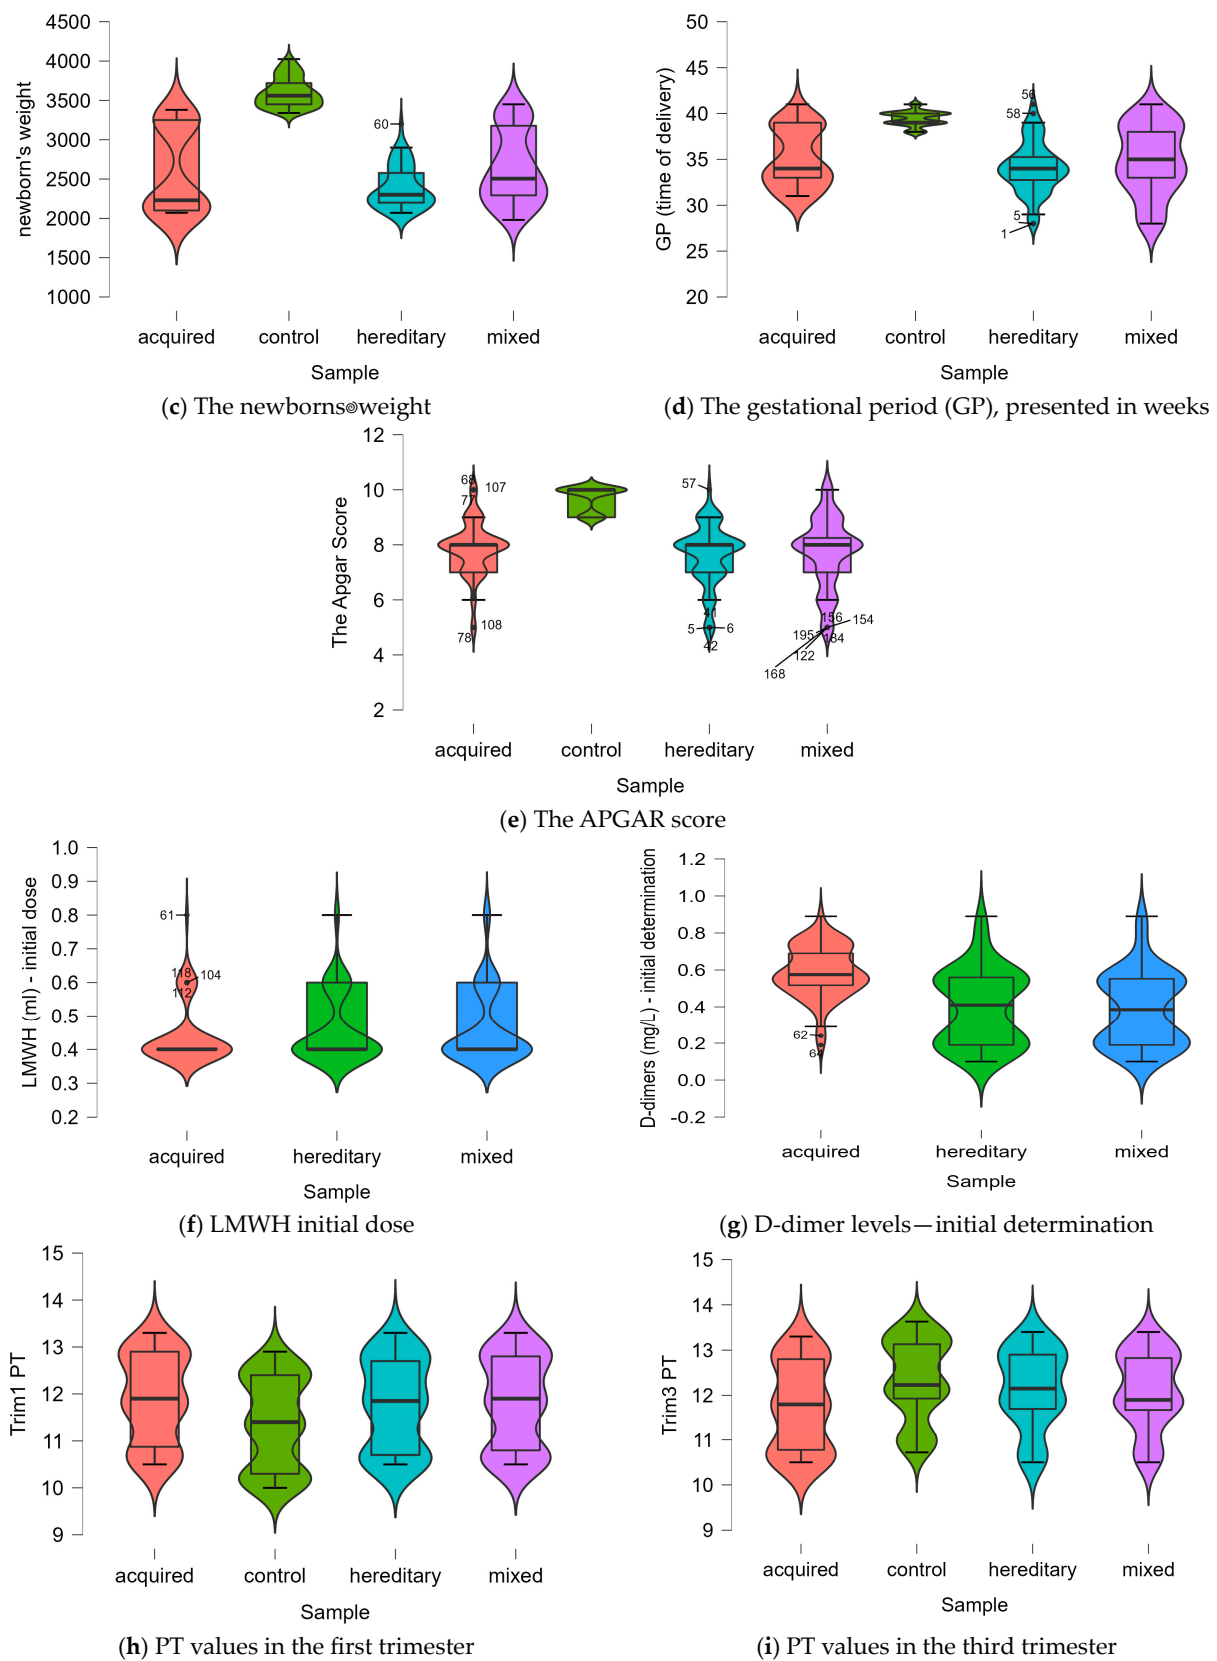 newborn's weight
4500
4000
3500
3000
2500
2000
1500
1000
60
acquired control hereditary mixed
Sample
(c) The newborns weight
GP (time of delivery)
50
45
40
35
30
25
20
56
58
5
1
acquired control hereditary mixed
Sample
(d) The gestational period (GP), presented in weeks
The Apgar Score
12
10
8
6
4
2
68
107
77
78
108
57
41
5
6
42
156
154
195
184
122
168
acquired control hereditary mixed
Sample
(e) The APGAR score
LMWH (ml) - initial dose
1.0
0.9
0.8
0.7
0.6
0.5
0.4
0.3
0.2
61
118
104
112
acquired hereditary mixed
Sample
(f) LMWH initial dose
D-dimers (mg/L) - initial determination
1.2
1.0
0.8
0.6
0.4
0.2
0.0
-0.2
62
64
acquired hereditary mixed
Sample
(g) D-dimer levels—initial determination
Trim1 PT
15
14
13
12
11
10
9
acquired control hereditary mixed
Sample
(h) PT values in the first trimester
Trim3 PT
15
14
13
12
11
10
9
acquired control hereditary mixed
Sample
(i) PT values in the third trimester